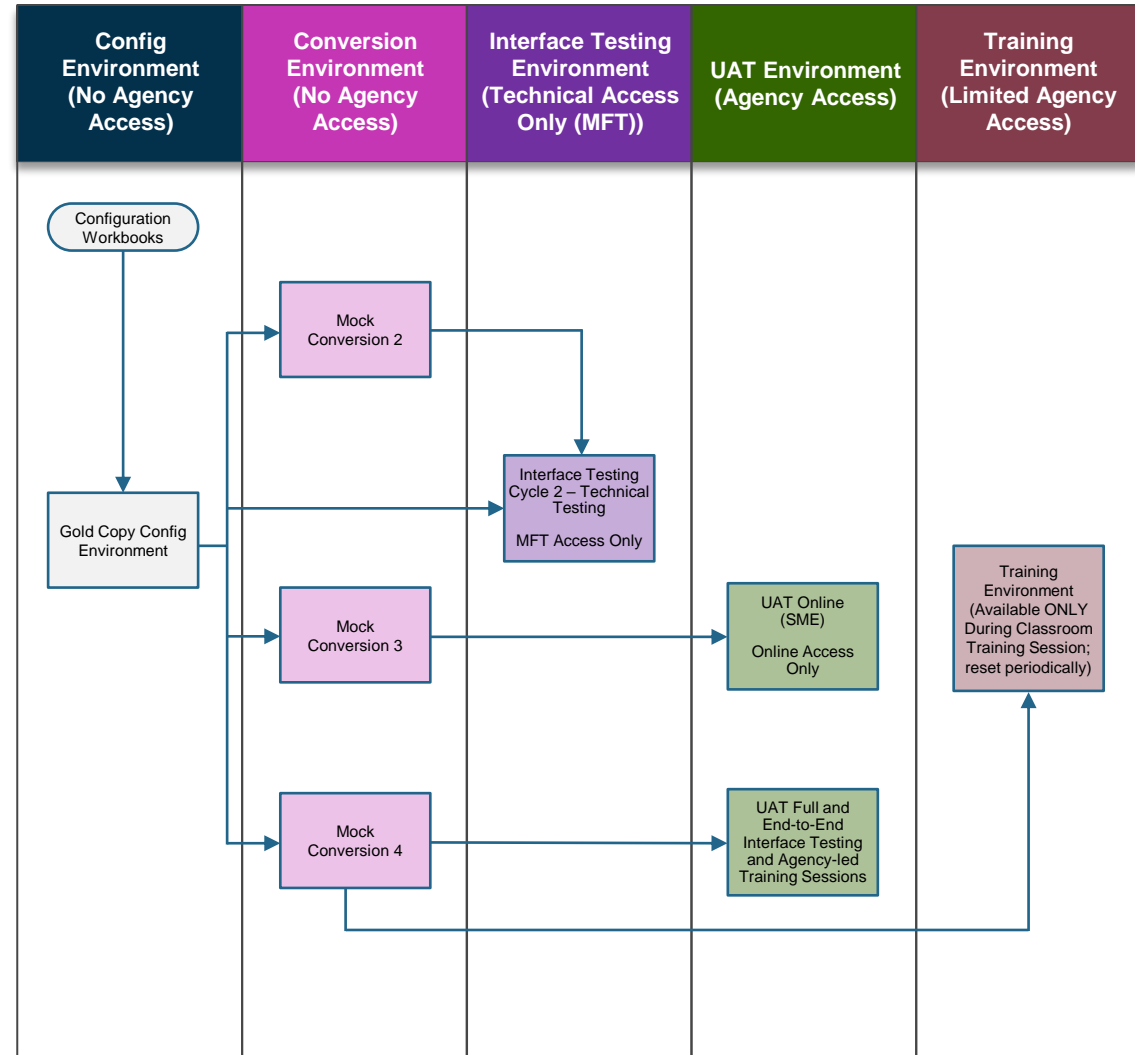 Config
Environment
(No Agency
Access)
Conversion
Environment
(No Agency
Access)
Interface Testing
Environment
(Technical Access
Only (MFT))
UAT Environment
(Agency Access)
Training
Environment
(Limited Agency
Access)
Configuration
Workbooks
Mock
Conversion 2
Interface Testing
Cycle 2 – Technical
Testing
MFT Access Only
Gold Copy Config
Environment
Training
Environment
(Available ONLY
During Classroom
Training Session;
reset periodically)
Mock
Conversion 3
UAT Online
(SME)
Online Access
Only
Mock
Conversion 4
UAT Full and
End-to-End
Interface Testing
and Agency-led
Training Sessions